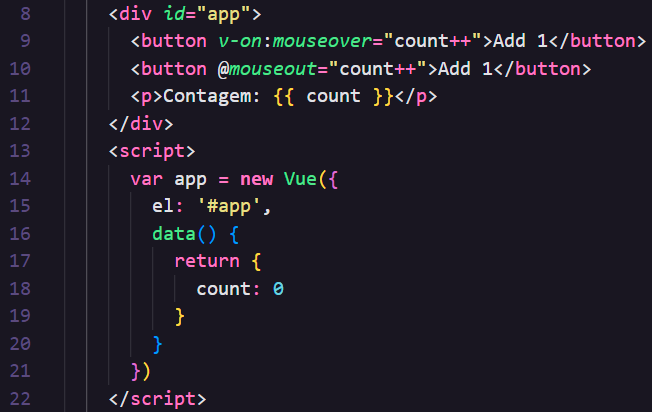 8 <div id="app">
9 <button v-on:mouseover="count++">Add 1</button>
10 <button @mouseout="count++">Add 1</button>
11 <p>Contagem: {{ count }}</p>
12 </div>
13 <script>
14 var app = new Vue({
15 el: '#app',
16 data() {
17 return {
18 count: 0
19 }
20 }
21 })
22 </script>